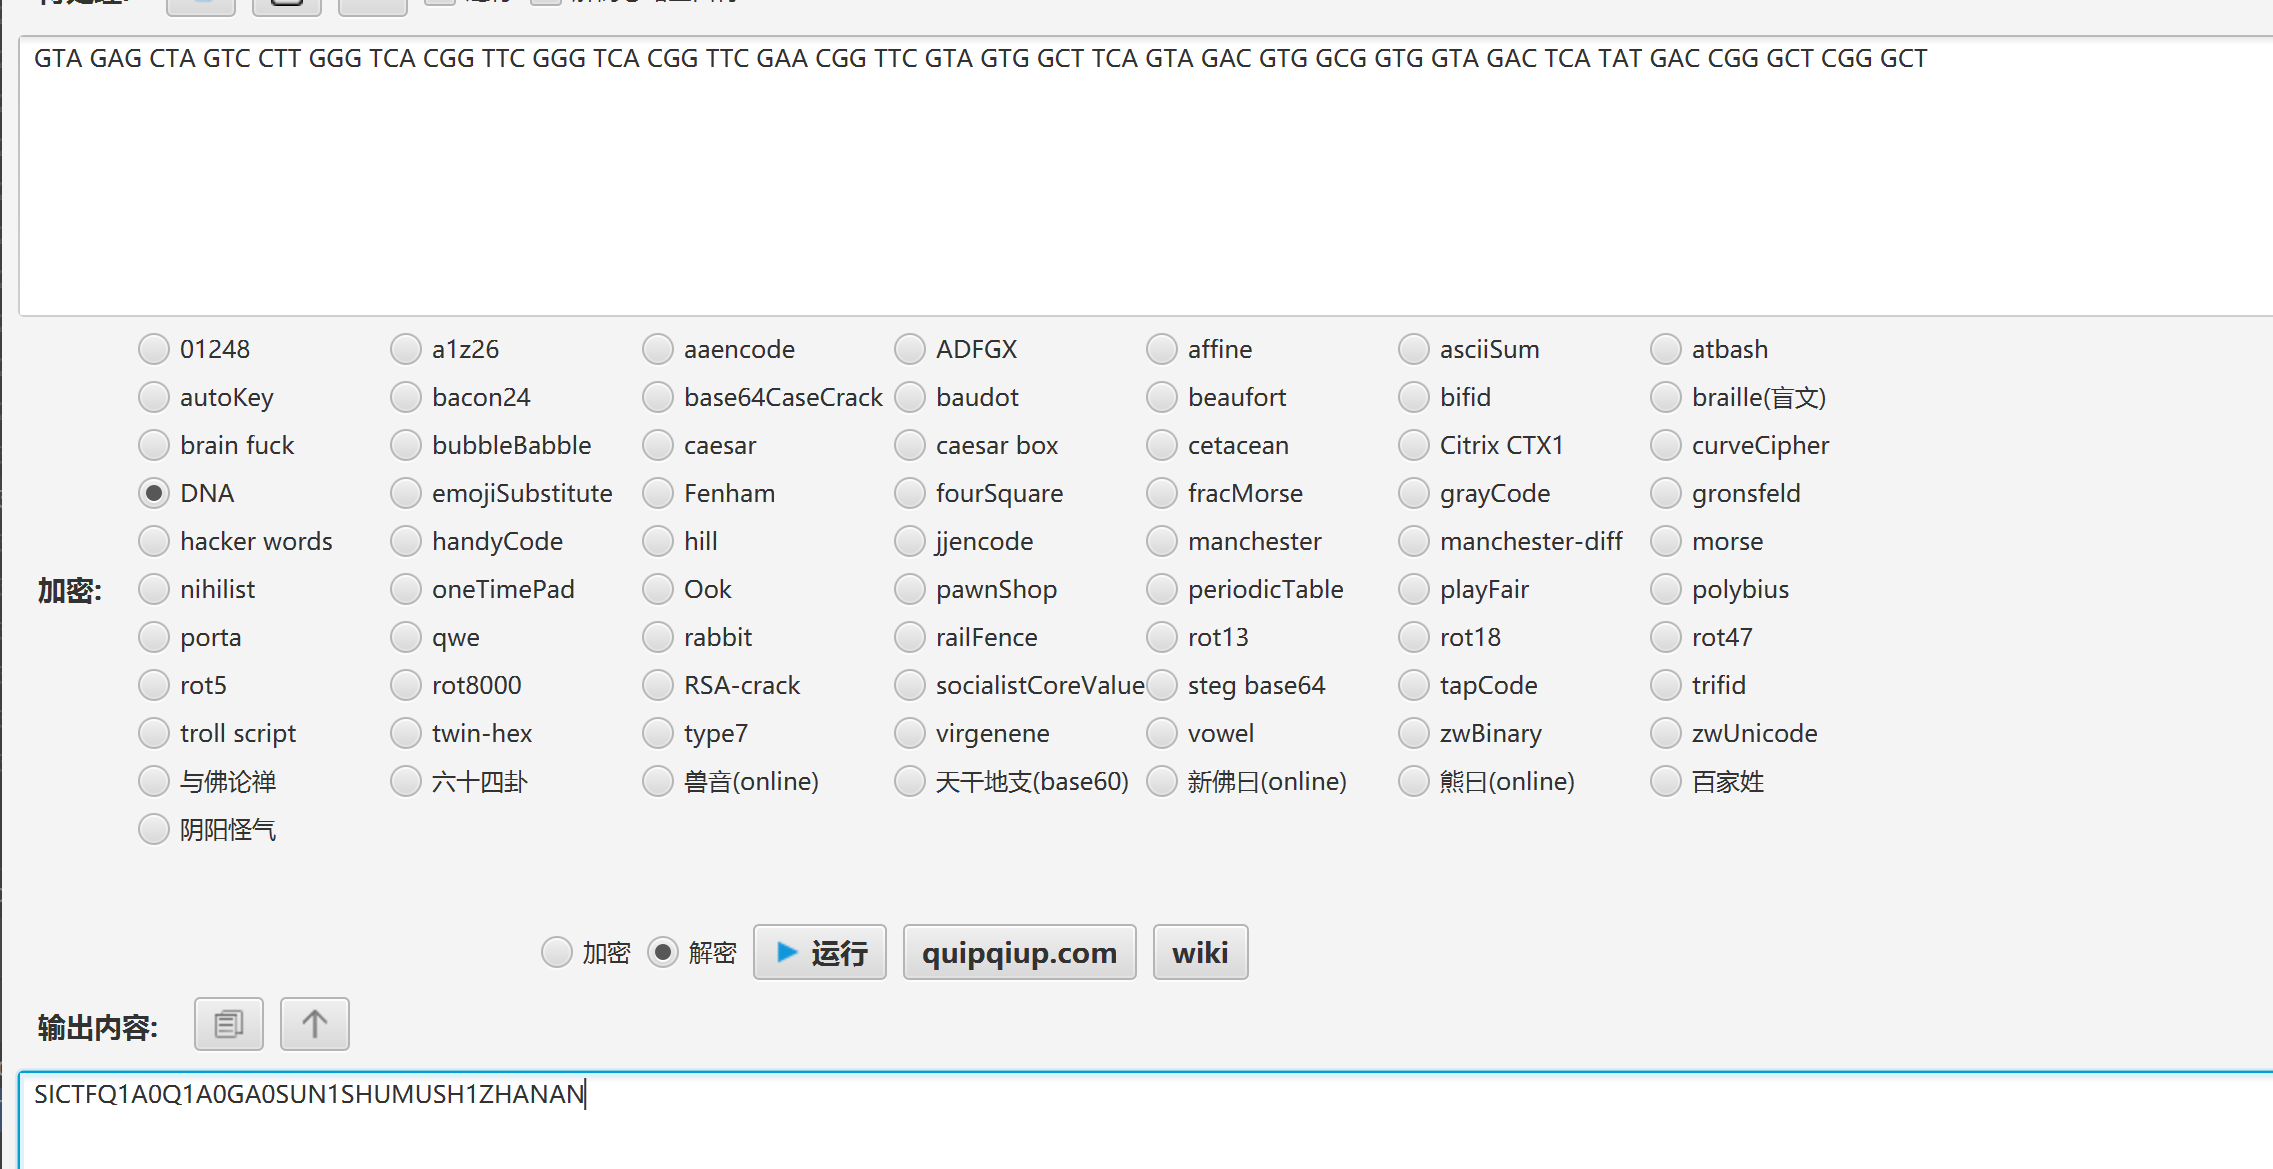 GTA GAG CTA GTC CTT GGG TCA CGG TTC GGG TCA CGG TTC GAA CGG TTC GTA GTG GCT TCA GTA GAC GTG GCG GTG GTA GAC TCA TAT GAC CGG GCT CGG GCT
01248 a1z26 aaencode ADFGX affine asciiSum atbash
autoKey bacon24 base64CaseCrack baudot beaufort bifid braille(盲文)
brain fuck bubbleBabble caesar caesar box cetacean Citrix CTX1 curveCipher
DNA emojiSubstitute Fenham fourSquare fracMorse grayCode gronsfeld
hacker words handyCode hill jjencode manchester manchester-diff morse
加密: nihilist oneTimePad Ook pawnShop periodicTable playFair polybius
porta qwe rabbit railFence rot13 rot18 rot47
rot5 rot8000 RSA-crack socialistCoreValue steg base64 tapCode trifid
troll script twin-hex type7 virgenene vowel zwBinary zwUnicode
与佛论禅 六十四卦 兽音(online) 天干地支(base60) 新佛曰(online) 熊曰(online) 百家姓
阴阳怪气
加密 解密 运行 quipqiup.com wiki
输出内容:
SICTFQ1A0Q1A0GA0SUN1SHUMUSH1ZHANAN